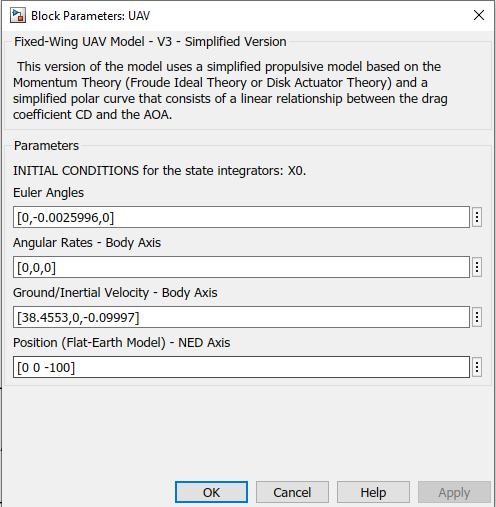 Block Parameters: UAV
Fixed-Wing UAV Model - V3 - Simplified Version
This version of the model uses a simplified propulsive model based on the
Momentum Theory (Froude Ideal Theory or Disk Actuator Theory) and a
simplified polar curve that consists of a linear relationship between the drag
coefficient CD and the AOA.
Parameters
INITIAL CONDITIONS for the state integrators: X0.
Euler Angles
[0,-0.0025996,0]
Angular Rates - Body Axis
[0,0,0]
Ground/Inertial Velocity - Body Axis
[38.4553,0,-0.09997]
Position (Flat-Earth Model) - NED Axis
[0 0 -100]
OK Cancel Help Apply